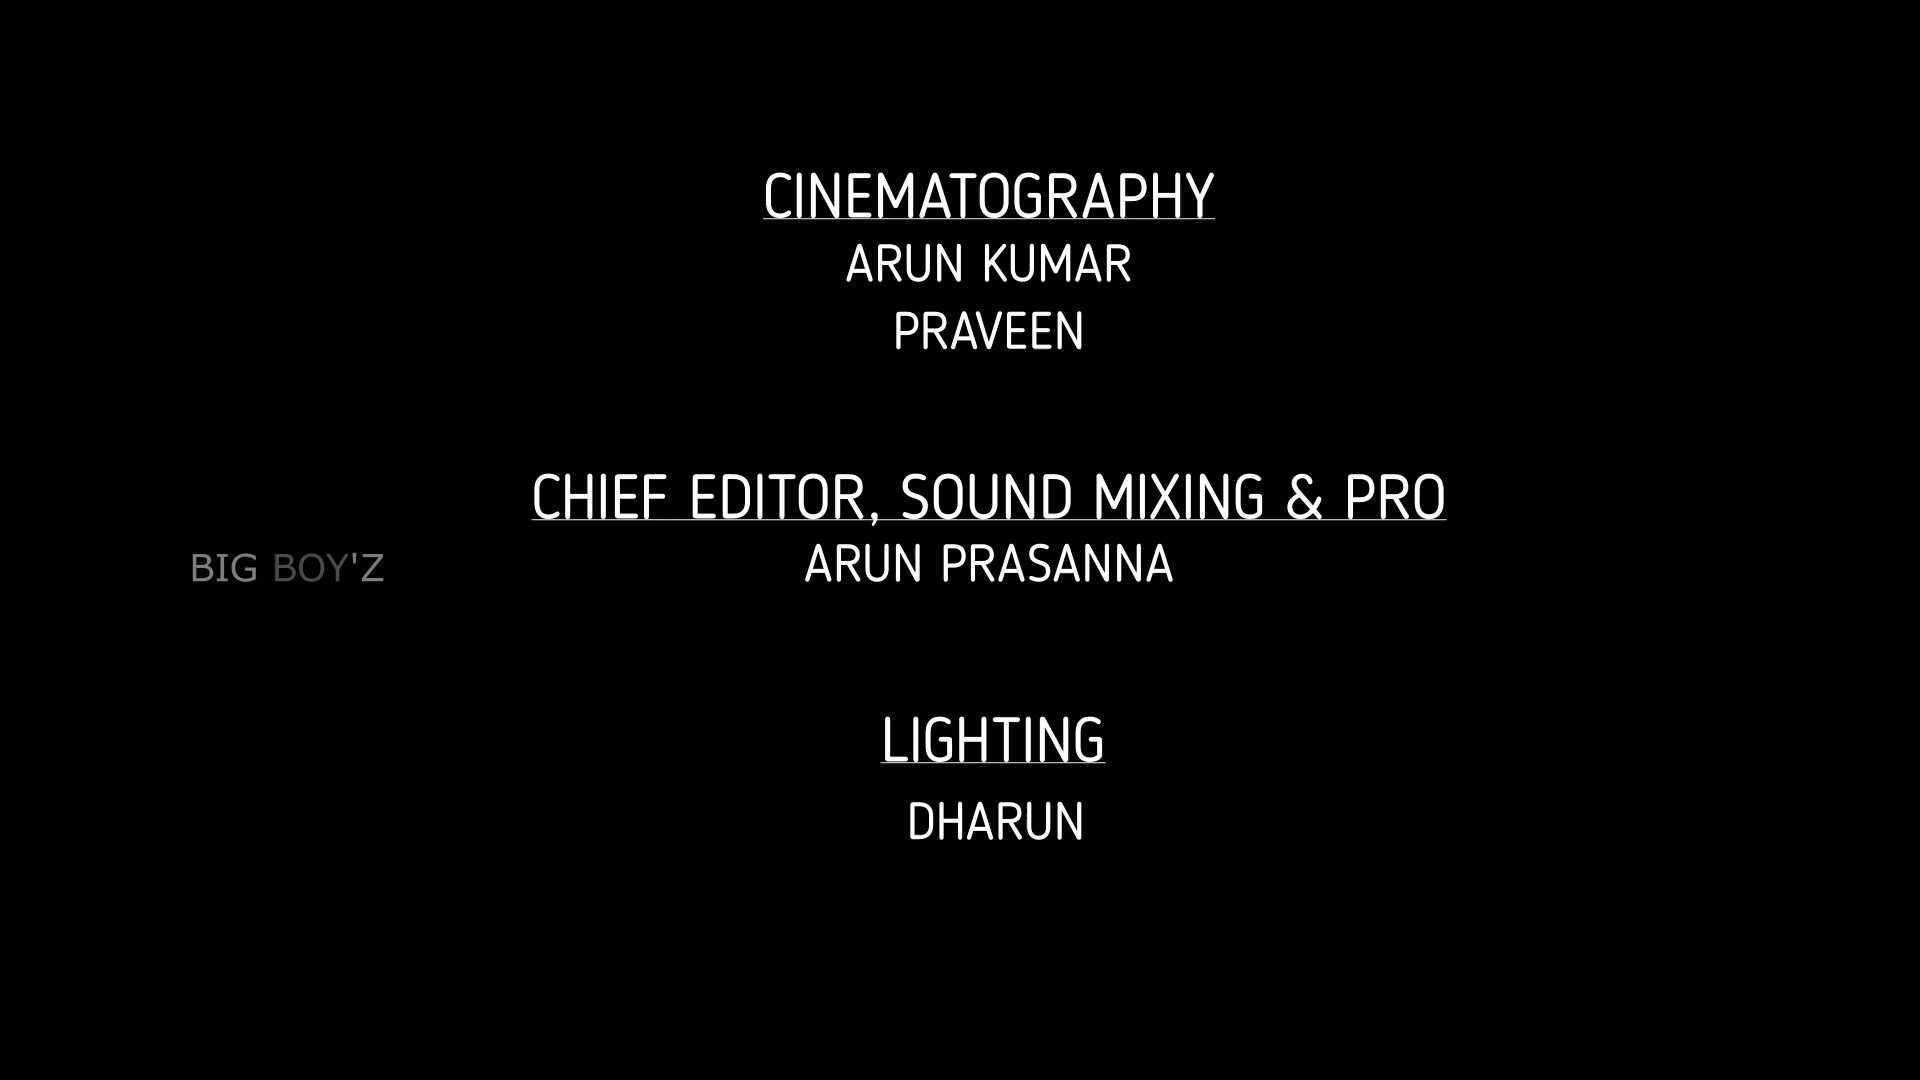 CINEMATOGRAPHY
ARUN KUMAR
PRAVEEN
CHIEF EDITOR, SOUND MIXING & PRO
ARUN PRASANNA
BIG BOY'Z
LIGHTING
DHARUN